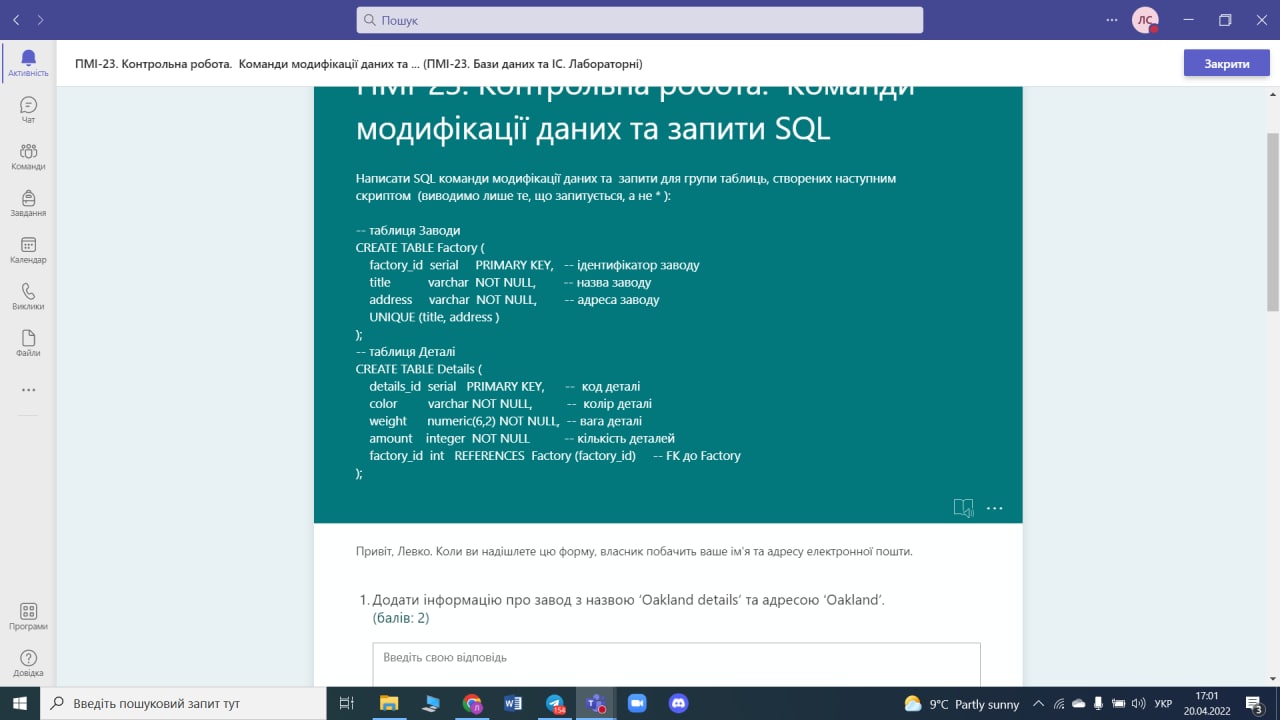 Пошук
ЛС
ПМІ-23. Контрольна робота.  Команди модифікації даних та ... (ПМІ-23. Бази даних та ІС. Лабораторні)
Закрити
Активність
Чат
Команди
Завдання
Календар
Виклики
Файли
Програми
Довідка
ПМІ-23. Контрольна робота.  Команди
модифікації даних та запити SQL
Написати SQL команди модифікації даних та  запити для групи таблиць, створених наступним
скриптом  (виводимо лише те, що запитується, а не * ):
-- таблиця Заводи
CREATE TABLE Factory (
factory_id  serial     PRIMARY KEY,   -- ідентифікатор заводу
title           varchar  NOT NULL,        -- назва заводу
address     varchar  NOT NULL,        -- адреса заводу
UNIQUE (title, address )
);
-- таблиця Деталі
CREATE TABLE Details (
details_id  serial   PRIMARY KEY,      --  код деталі
color          varchar NOT NULL,          --  колір деталі
weight      numeric(6,2) NOT NULL,  -- вага деталі
amount    integer  NOT NULL          -- кількість деталей
factory_id  int   REFERENCES  Factory (factory_id)     -- FK до Factory
);
Привіт, Левко. Коли ви надішлете цю форму, власник побачить ваше ім'я та адресу електронної пошти.
1. Додати інформацію про завод з назвою ‘Oakland details‘ та адресою ‘Oakland‘.
(балів: 2)
Введіть свою відповідь
Введіть пошуковий запит тут
154
9°C  Partly sunny
УКР
17:01
20.04.2022
3